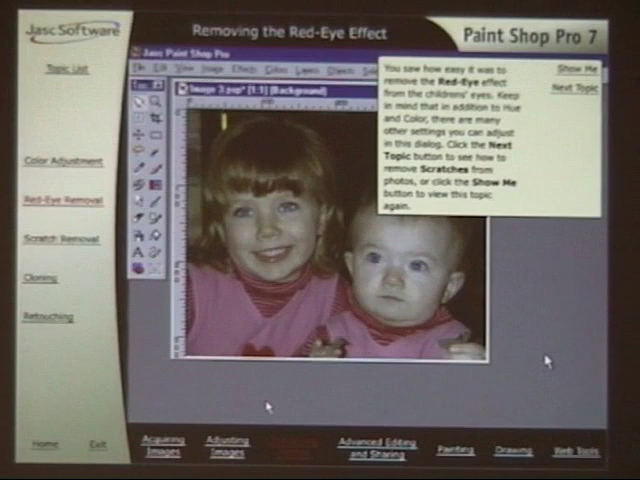 Jasc Software
Removing the Red-Eye Effect
Paint Shop Pro 7
Topic List
Color Adjustment
Red-Eye Removal
Scratch Removal
Cloning
Retouching
Home
Exit
Jasc Paint Shop Pro
File Edit View Image Effects Colors Layers Objects
Image 3.psp* [1:1] (Background)
You saw how easy it was to
remove the Red-Eye effect
from the childrens' eyes. Keep
in mind that in addition to Hue
and Color, there are many
other settings you can adjust
in this dialog. Click the Next
Topic button to see how to
remove Scratches from
photos, or click the Show Me
button to view this topic
again.
Show Me
Next Topic
Acquiring
Images
Adjusting
Images
Advanced Editing
and Sharing
Painting
Drawing
Web Tools